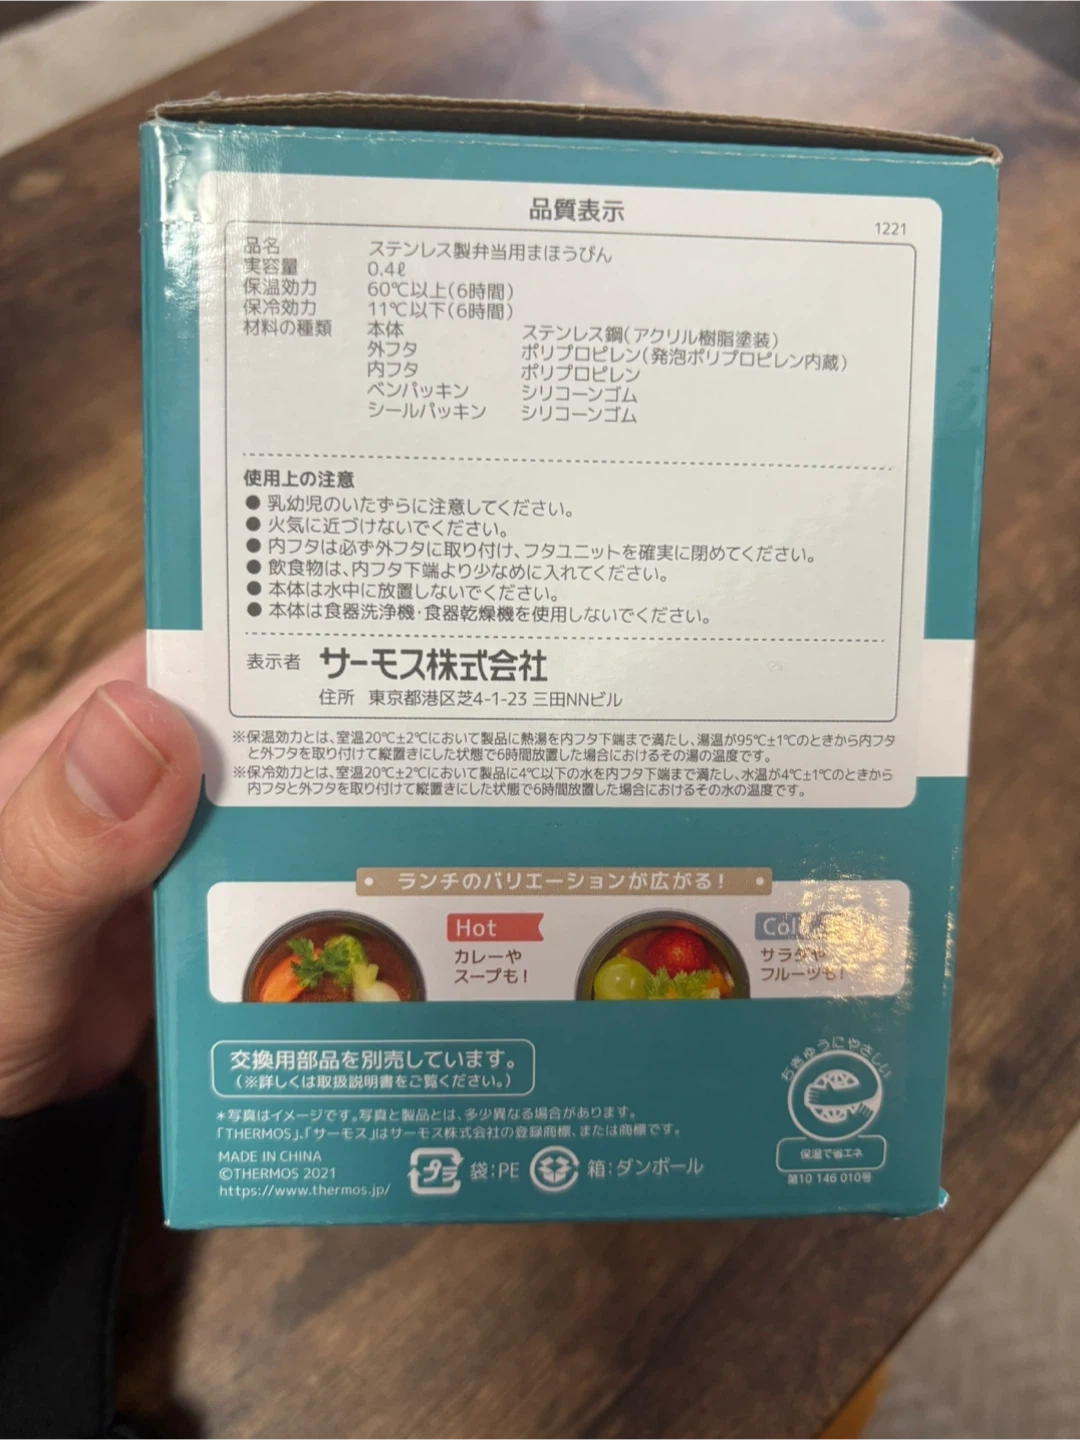 品質表示
1221
品名 ステンレス製弁当用まほうびん
実容量 0.4ℓ
保温効力 60℃以上(6時間)
保冷効力 11℃以下(6時間)
材料の種類 本体 ステンレス鋼(アクリル樹脂塗装)
外フタ ポリプロピレン(発泡ポリプロピレン内蔵)
内フタ ポリプロピレン
ベンパッキン シリコーンゴム
シールパッキン シリコーンゴム
使用上の注意
●乳幼児のいたずらに注意してください。
●火気に近づけないでください。
●内フタは必ず外フタに取り付け、フタユニットを確実に閉めてください。
●飲食物は、内フタ下端より少なめに入れてください。
●本体は水中に放置しないでください。
●本体は食器洗浄機・食器乾燥機を使用しないでください。
表示者 サーモス株式会社
住所 東京都港区芝4-1-23 三田NNビル
※保温効力とは、室温20℃±2℃において製品に熱湯を内フタ下端まで満たし、湯温が95℃±1℃のときから内フタ
と外フタを取り付けて縦置きにした状態で6時間放置した場合におけるその湯の温度です。
※保冷効力とは、室温20℃±2℃において製品に4℃以下の水を内フタ下端まで満たし、水温が4℃±1℃のときから
内フタと外フタを取り付けて縦置きにした状態で6時間放置した場合におけるその水の温度です。
ランチのバリエーションが広がる!
Hot
カレーや
スープも!
Cold
サラダや
フルーツも!
交換用部品を別売しています。
(※詳しくは取扱説明書をご覧ください。)
*写真はイメージです。写真と製品とは、多少異なる場合があります。
「THERMOS」、「サーモス」はサーモス株式会社の登録商標、または商標です。
MADE IN CHINA
©THERMOS 2021
https://www.thermos.jp/
プラ 袋:PE 箱:ダンボール
ちきゅうにやさしい
保温で省エネ
第10 146 010号